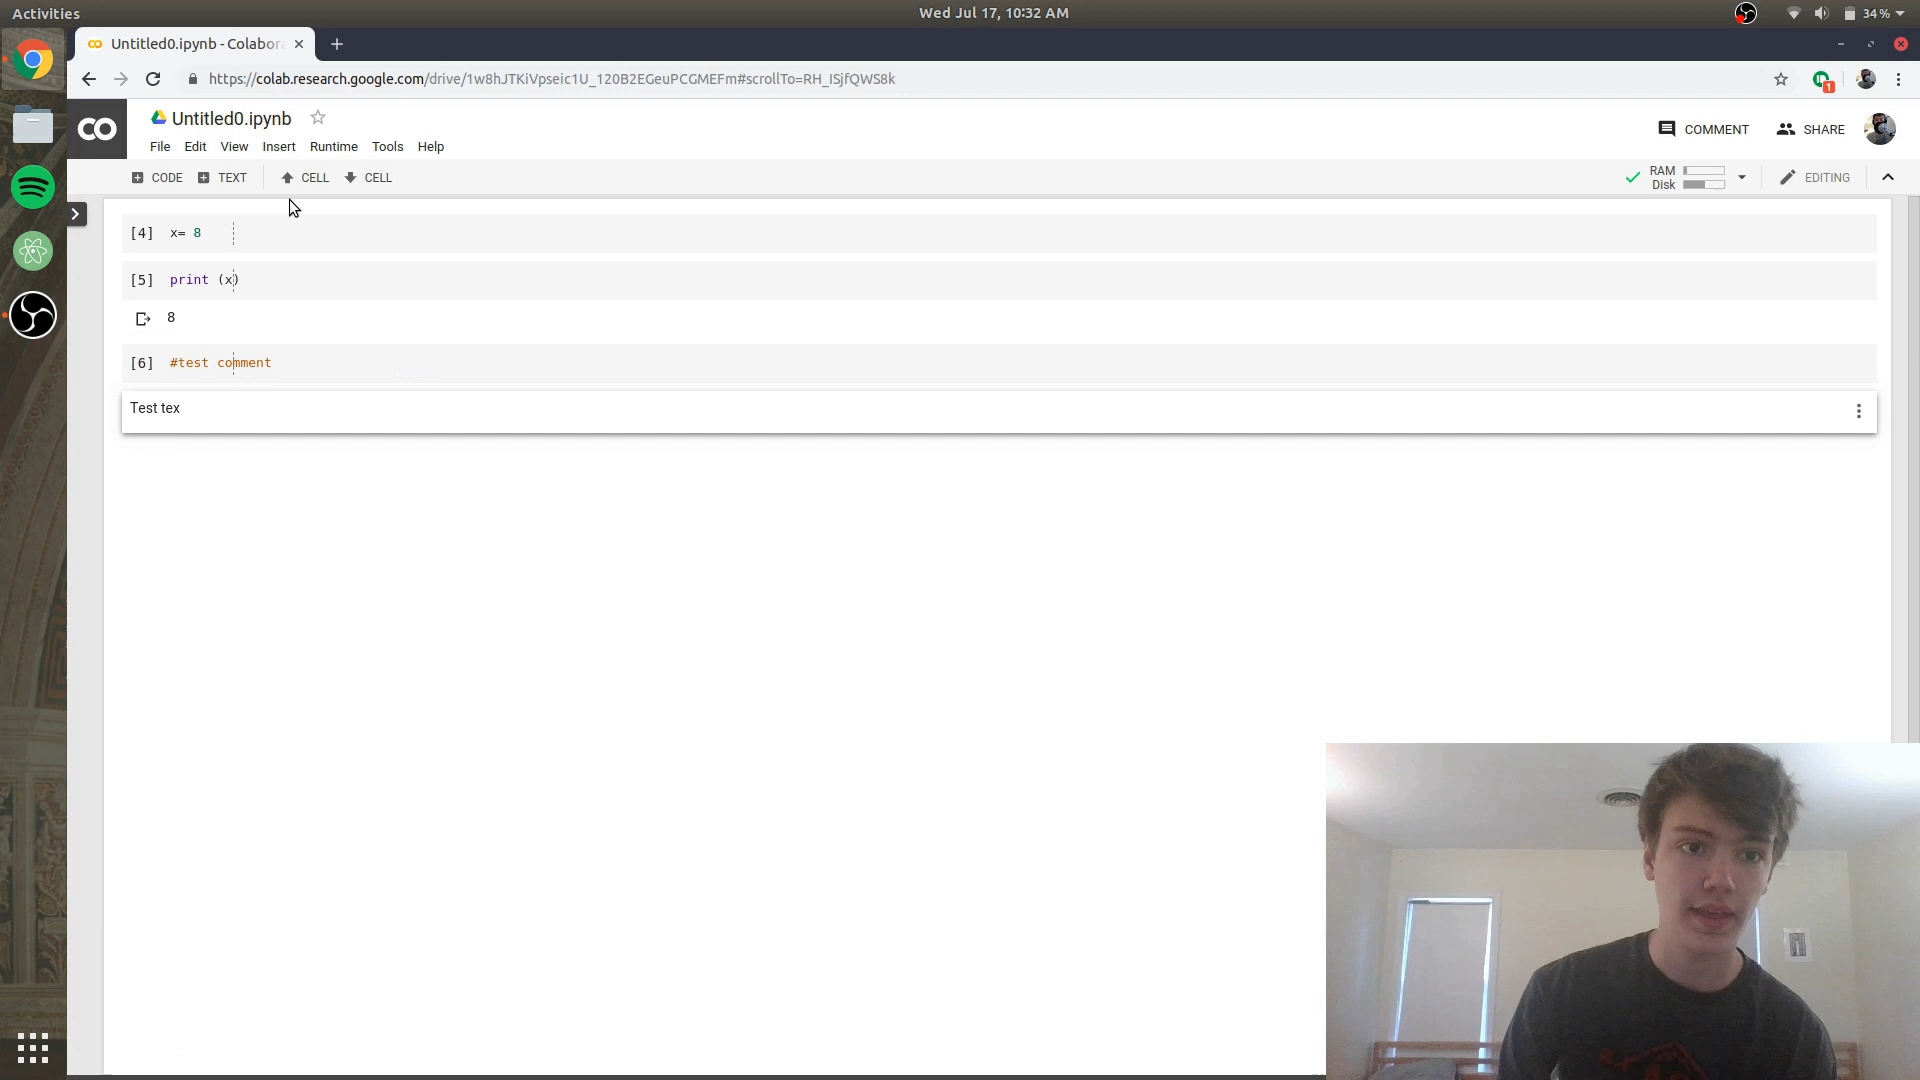 Activities
Wed Jul 17, 10:32 AM
34%
Untitled0.ipynb - Colabor
https://colab.research.google.com/drive/1w8hJTKiVpseic1U_120B2EGeuPCGMEFm#scrollTo=RH_ISjfQWS8k
1
CO
Untitled0.ipynb
COMMENT SHARE
File Edit View Insert Runtime Tools Help
CODE TEXT CELL CELL
RAM
Disk
EDITING
[4] x= 8
[5] print (x)
8
[6] #test comment
Test tex